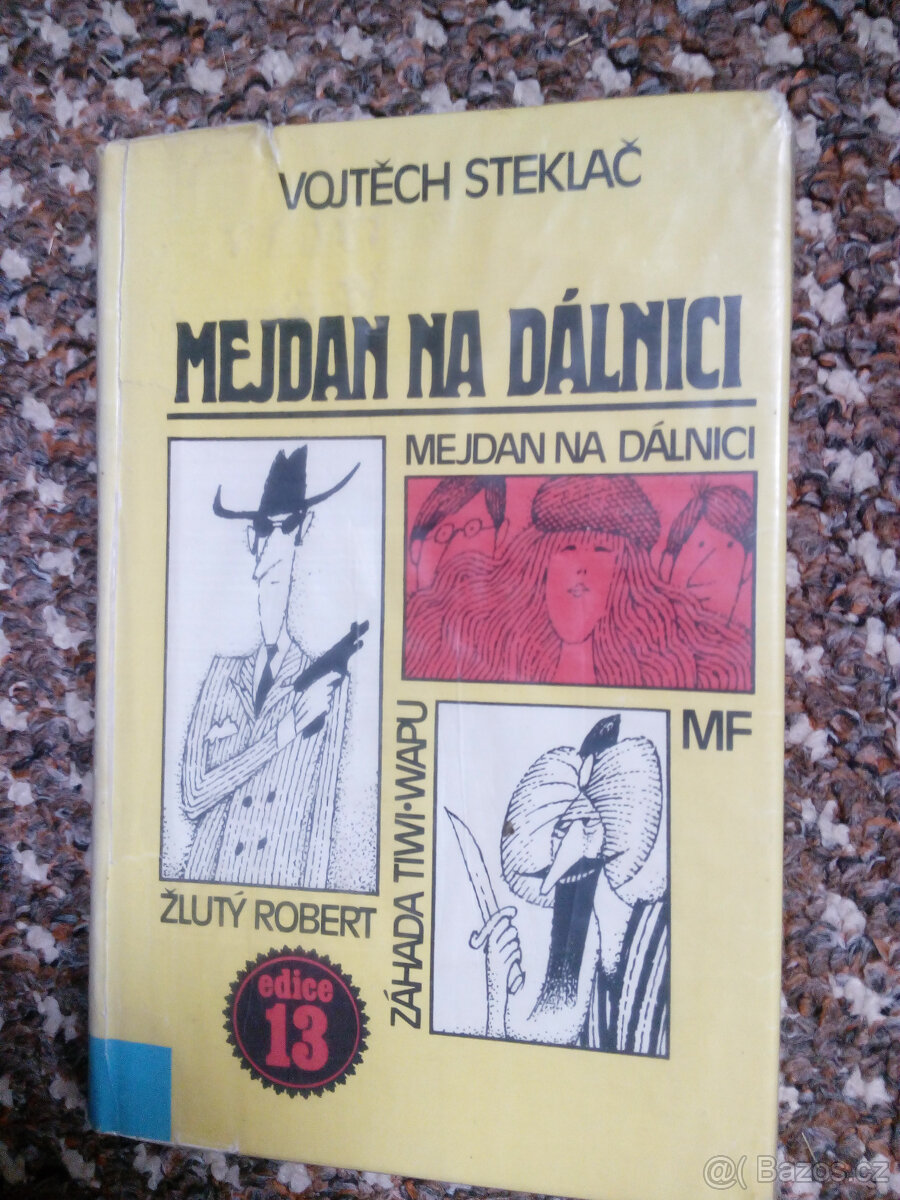 VOJTĚCH STEKLAČ
MEJDAN NA DÁLNICI
MEJDAN NA DÁLNICI
MF
ZÁHADA TIWI•WAPU
ŽLUTÝ ROBERT
edice
13
@( Bazos.cz